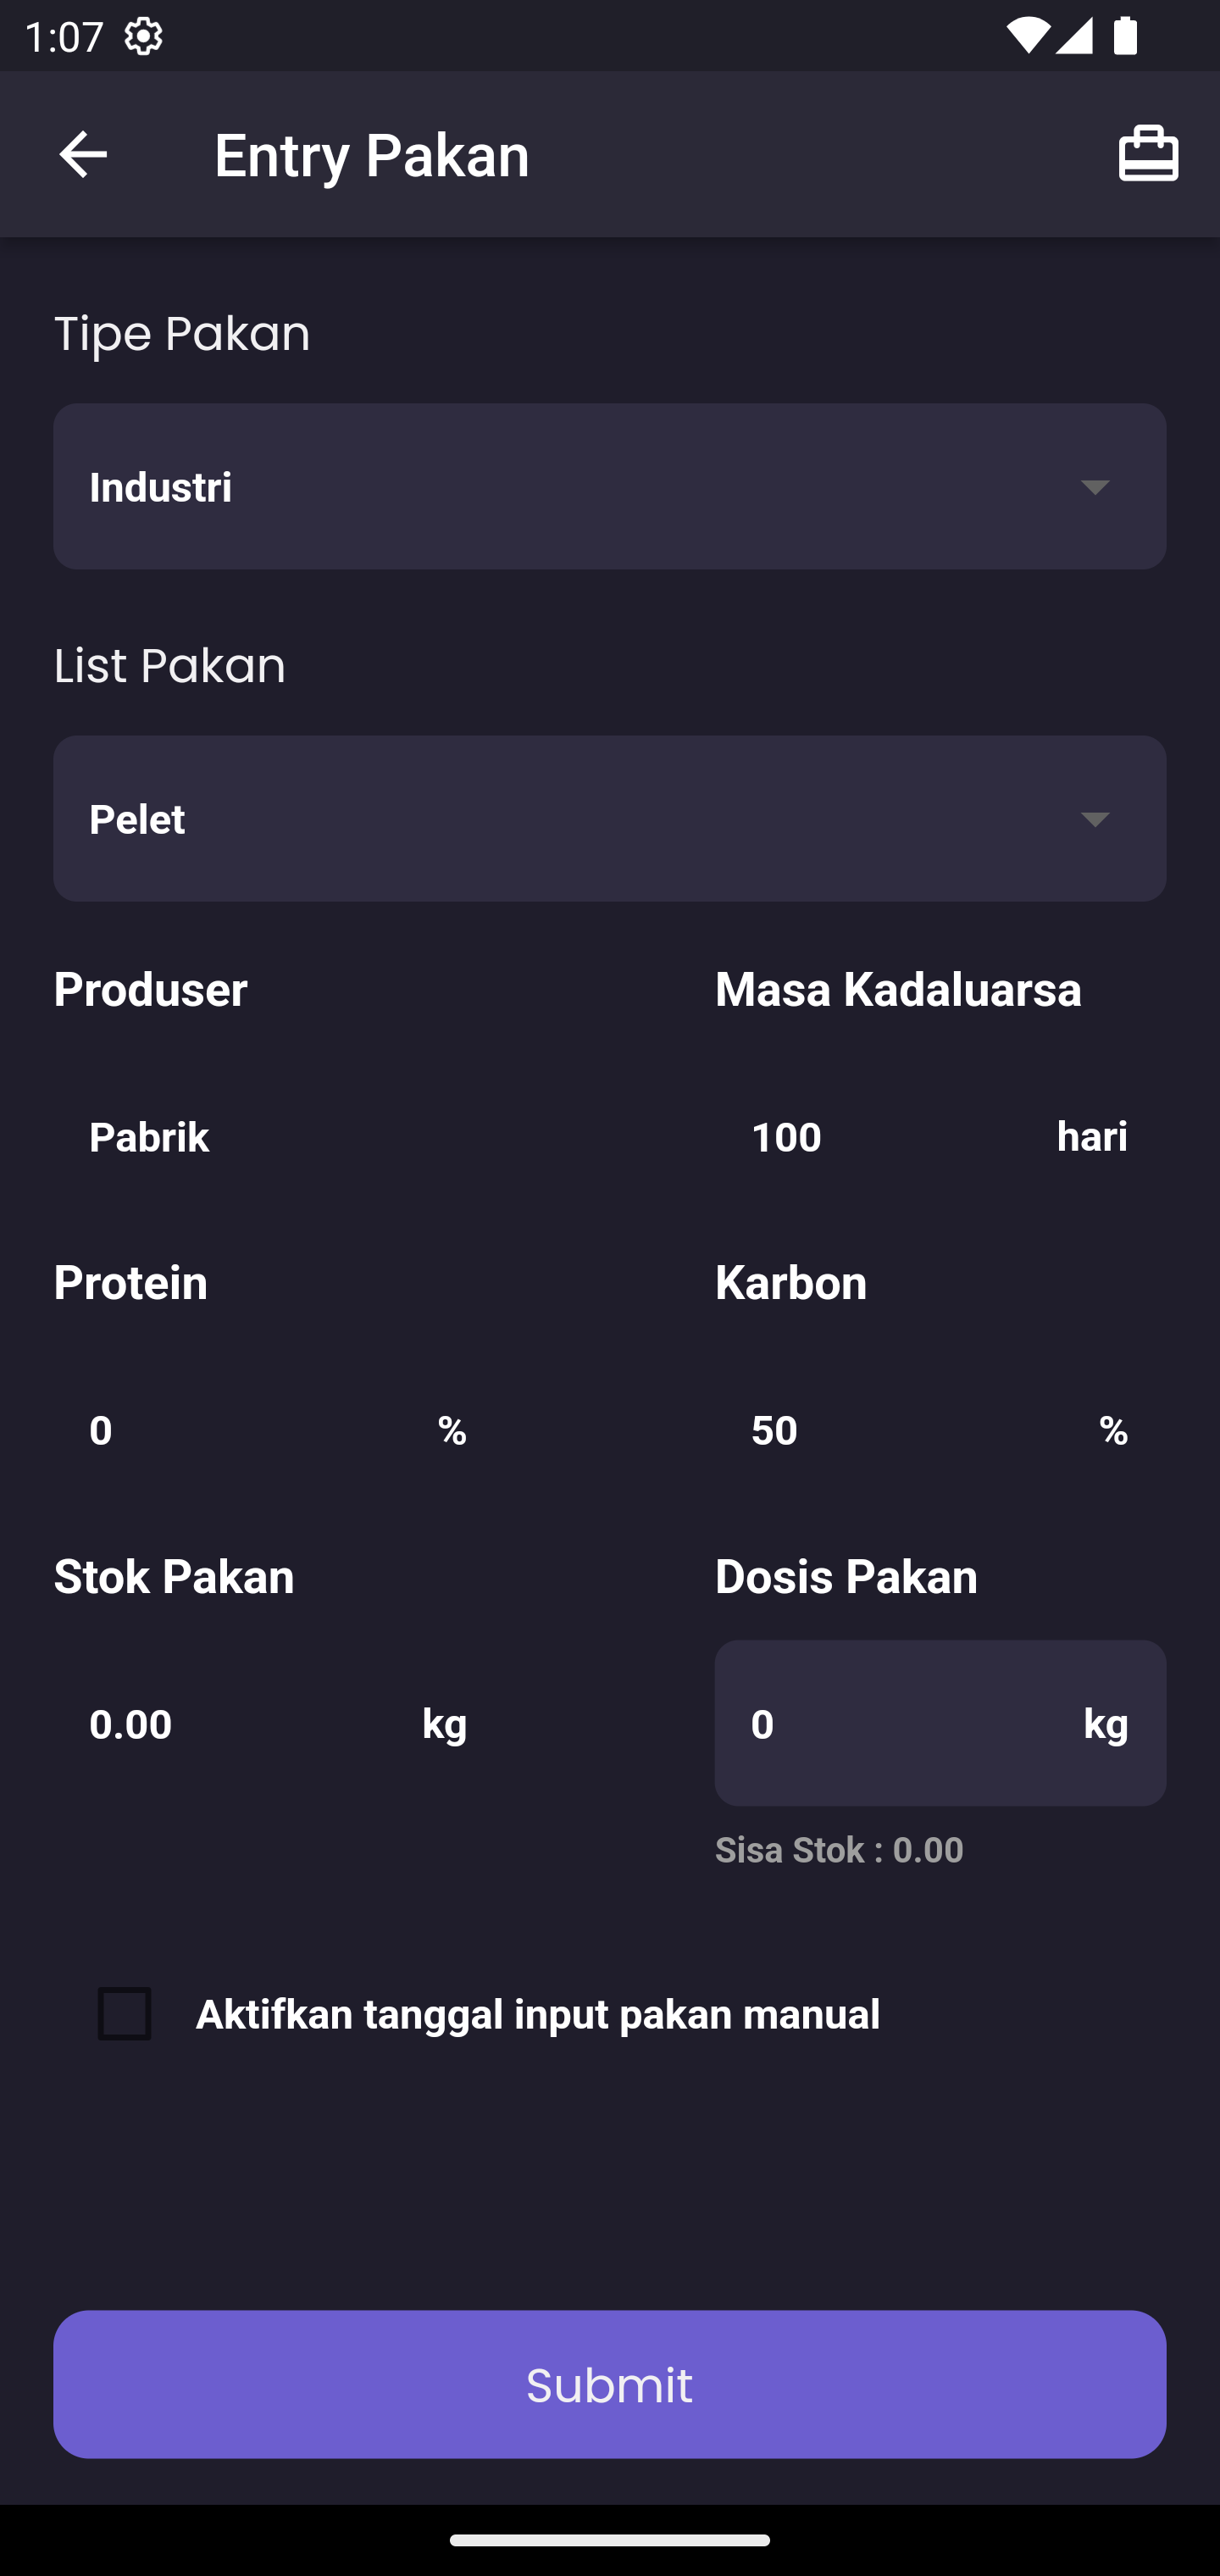 1:07
Entry Pakan
Tipe Pakan
Industri
List Pakan
Pelet
Produser Masa Kadaluarsa
Pabrik 100 hari
Protein Karbon
0 % 50 %
Stok Pakan Dosis Pakan
0.00 kg 0 kg
Sisa Stok : 0.00
Aktifkan tanggal input pakan manual
Submit